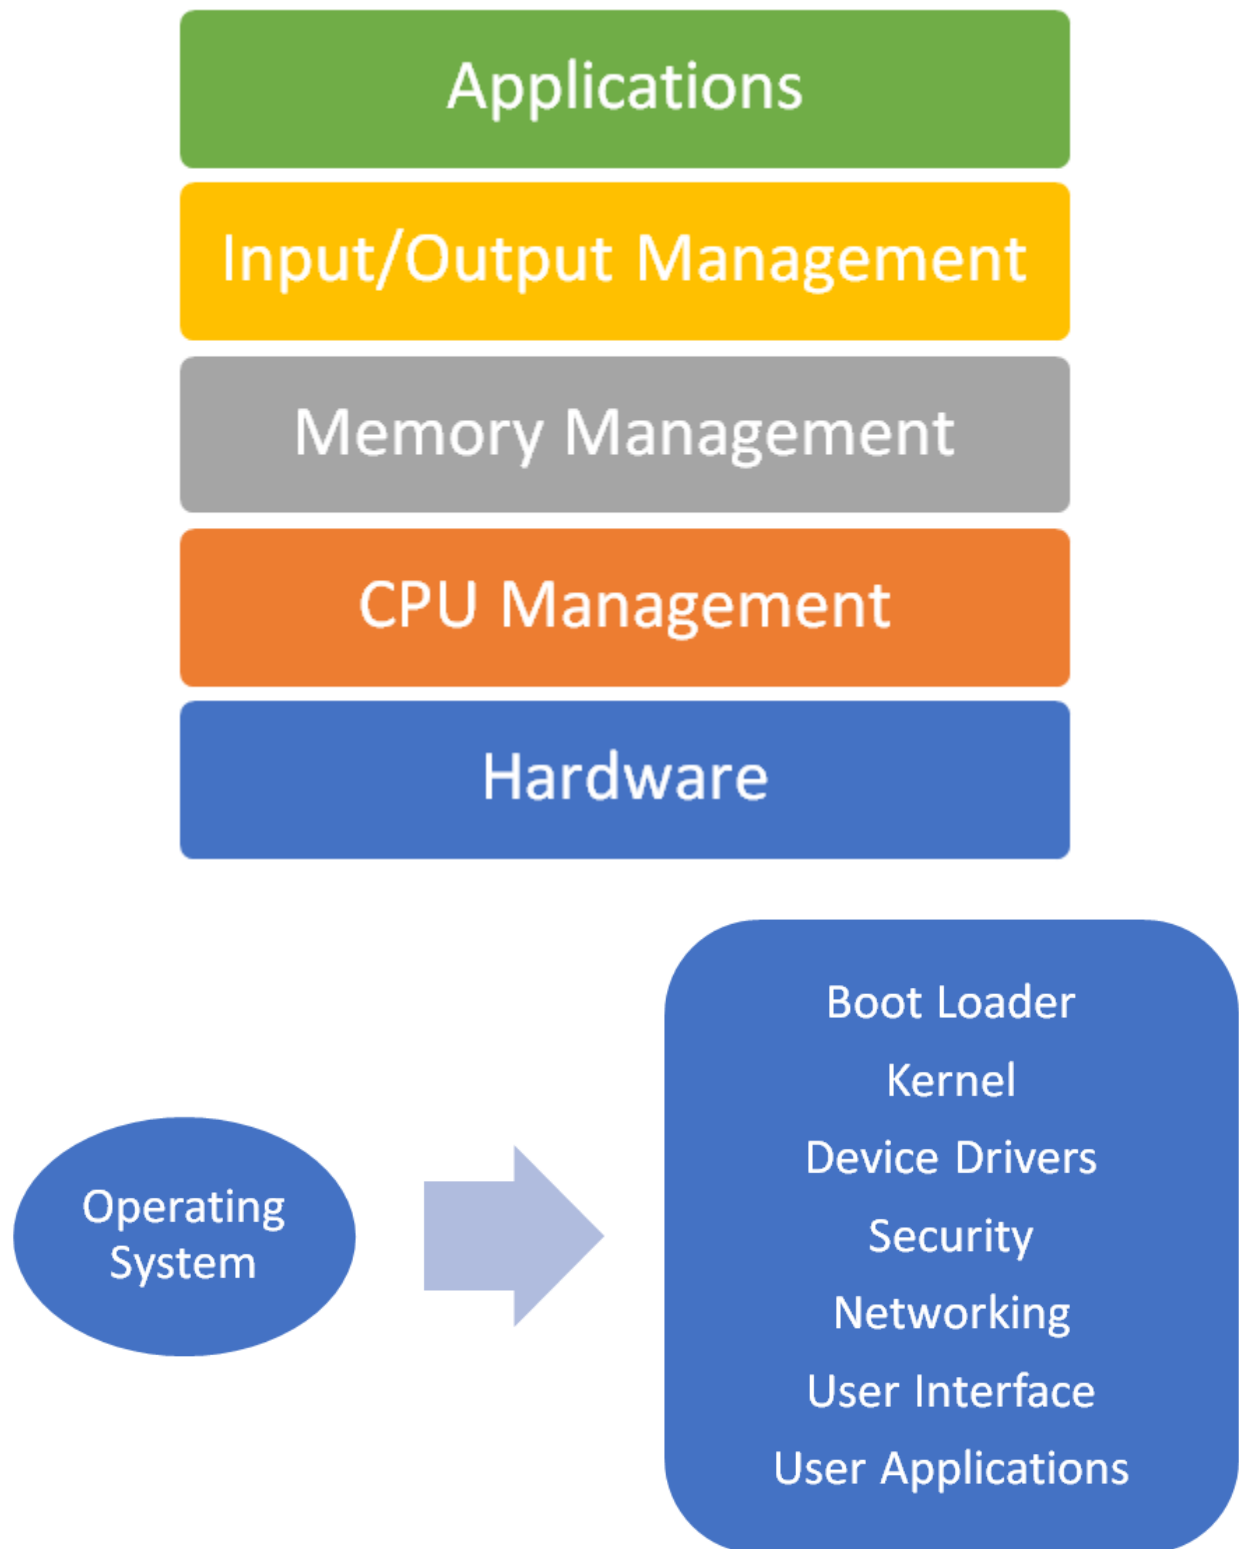 Applications
Input/Output Management
Memory Management
CPU Management
Hardware
Operating
System
Boot Loader
Kernel
Device Drivers
Security
Networking
User Interface
User Applications